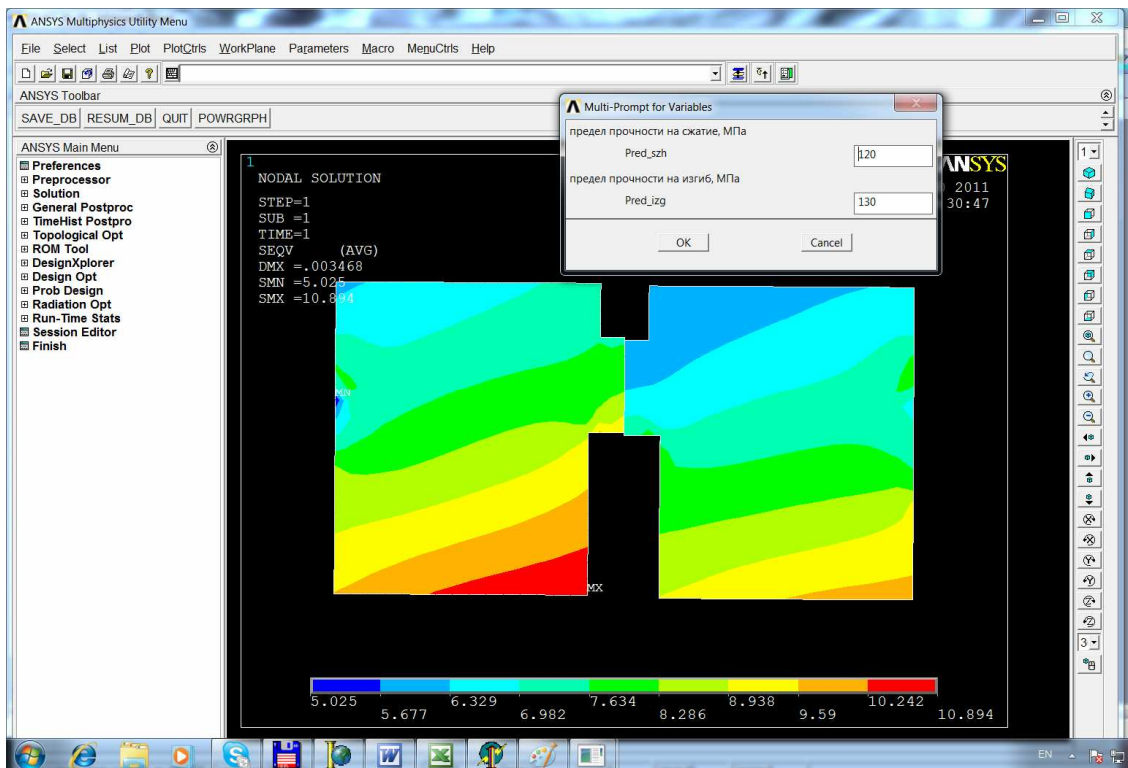 ANSYS Multiphysics Utility Menu
File Select List Plot PlotCtrls WorkPlane Parameters Macro MenuCtrls Help
ANSYS Toolbar
SAVE_DB RESUM_DB QUIT POWRGRPH
ANSYS Main Menu
Preferences
Preprocessor
Solution
General Postproc
TimeHist Postpro
Topological Opt
ROM Tool
DesignXplorer
Design Opt
Prob Design
Radiation Opt
Run-Time Stats
Session Editor
Finish
1
NODAL SOLUTION
STEP=1
SUB =1
TIME=1
SEQV (AVG)
DMX =.003468
SMN =5.025
SMX =10.894
ANSYS
2011
30:47
Multi-Prompt for Variables
предел прочности на сжатие, МПа
Pred_szh 120
предел прочности на изгиб, МПа
Pred_izg 130
OK Cancel
MN
MX
5.025 6.329 7.634 8.938 10.242
5.677 6.982 8.286 9.59 10.894
1
3
EN